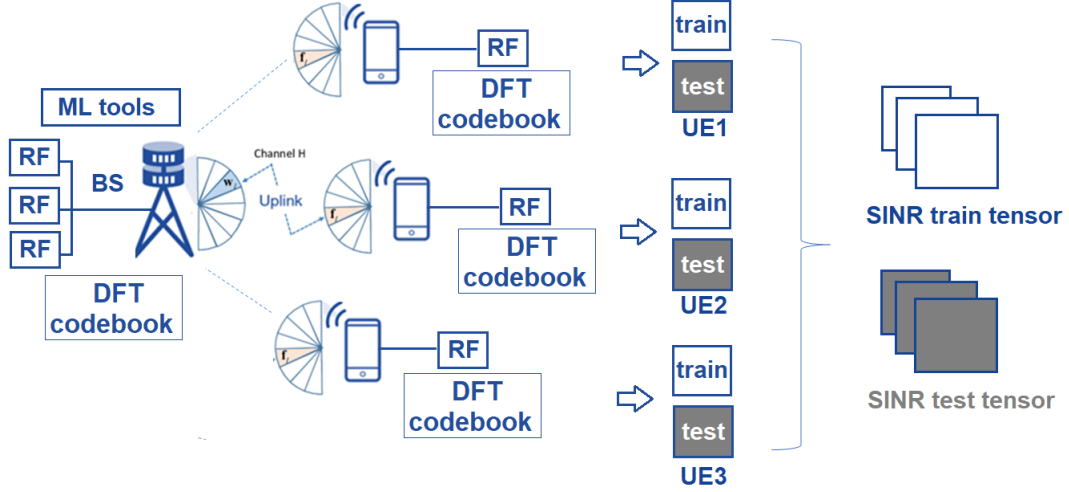 ML tools
RF
RF
RF
BS
DFT
codebook
Channel H
w
Uplink
f
RF
DFT
codebook
train
test
UE1
f
RF
DFT
codebook
train
test
UE2
f
RF
DFT
codebook
train
test
UE3
SINR train tensor
SINR test tensor